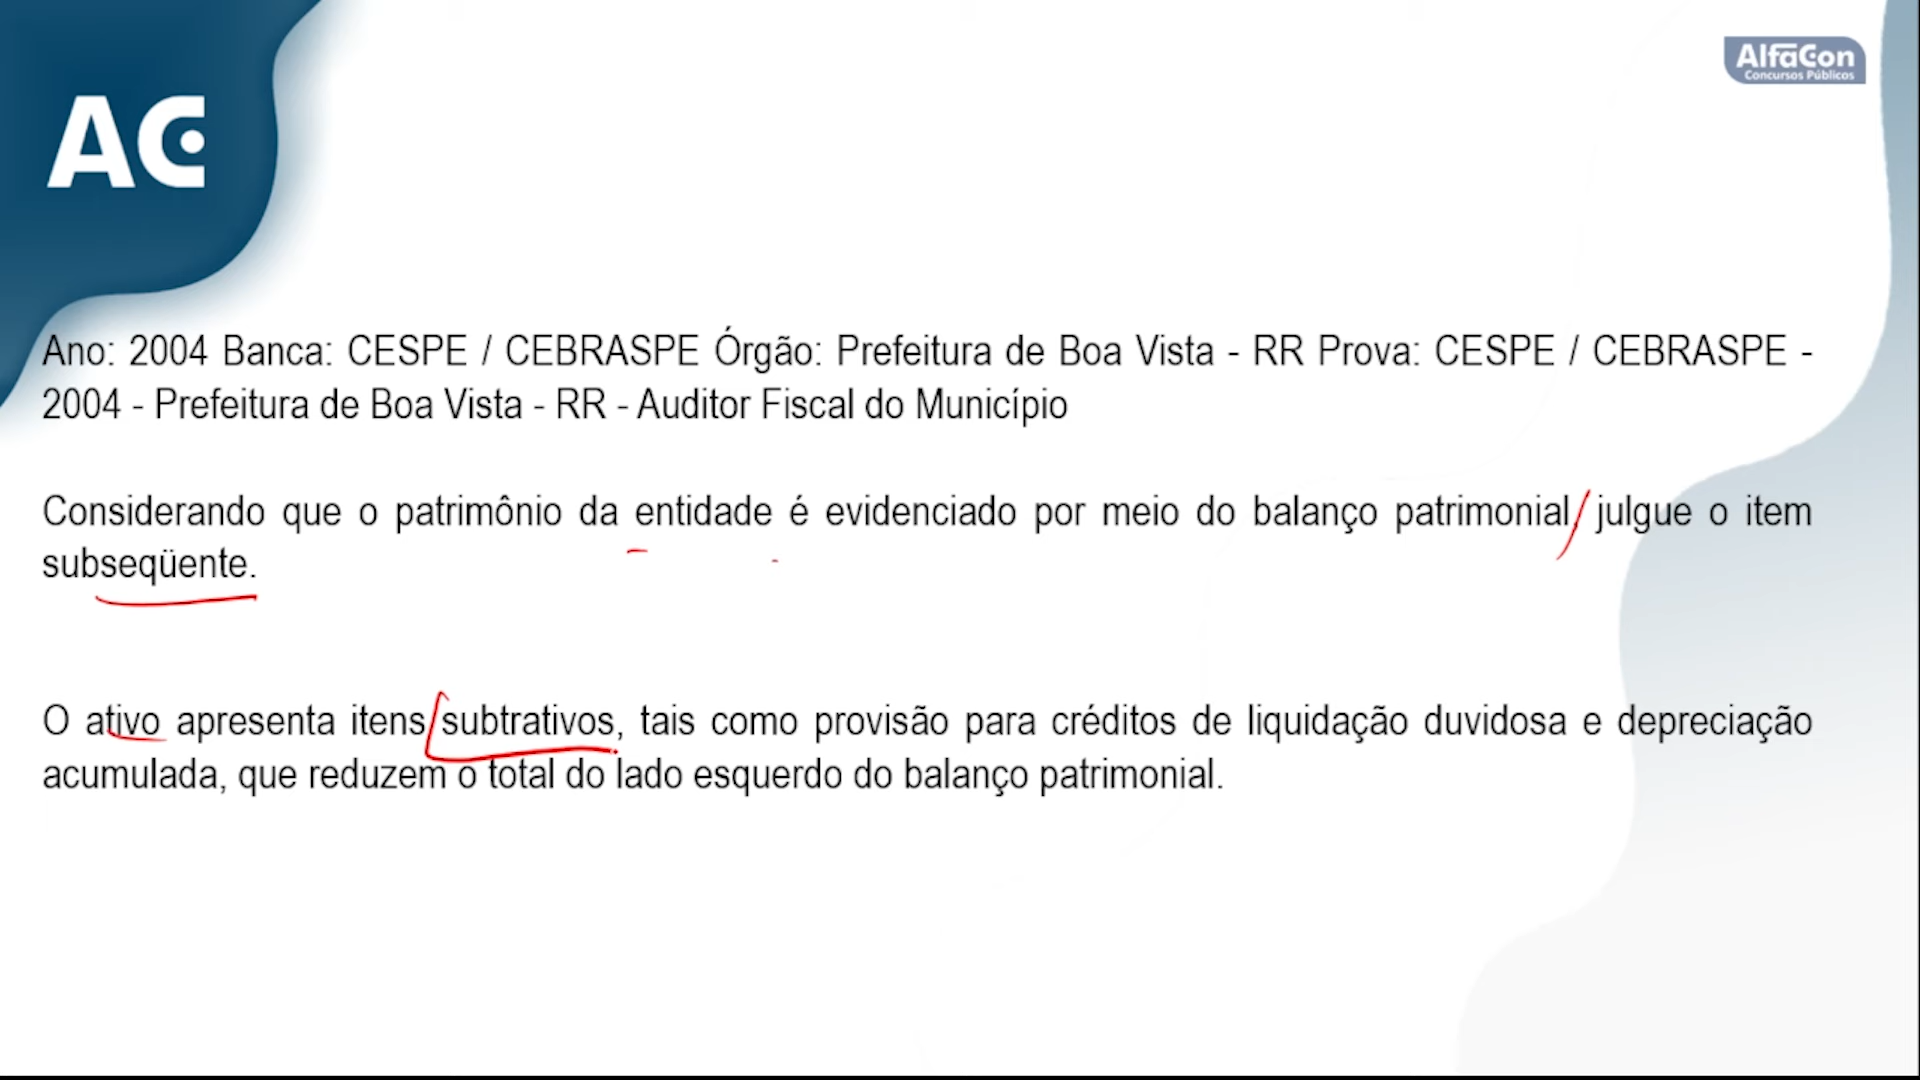 AlfaCon
Concursos Públicos
AC
Ano: 2004 Banca: CESPE / CEBRASPE Órgão: Prefeitura de Boa Vista - RR Prova: CESPE / CEBRASPE -
2004 - Prefeitura de Boa Vista - RR - Auditor Fiscal do Município
Considerando que o patrimônio da entidade é evidenciado por meio do balanço patrimonial, julgue o item
subseqüente.
O ativo apresenta itens subtrativos, tais como provisão para créditos de liquidação duvidosa e depreciação
acumulada, que reduzem o total do lado esquerdo do balanço patrimonial.